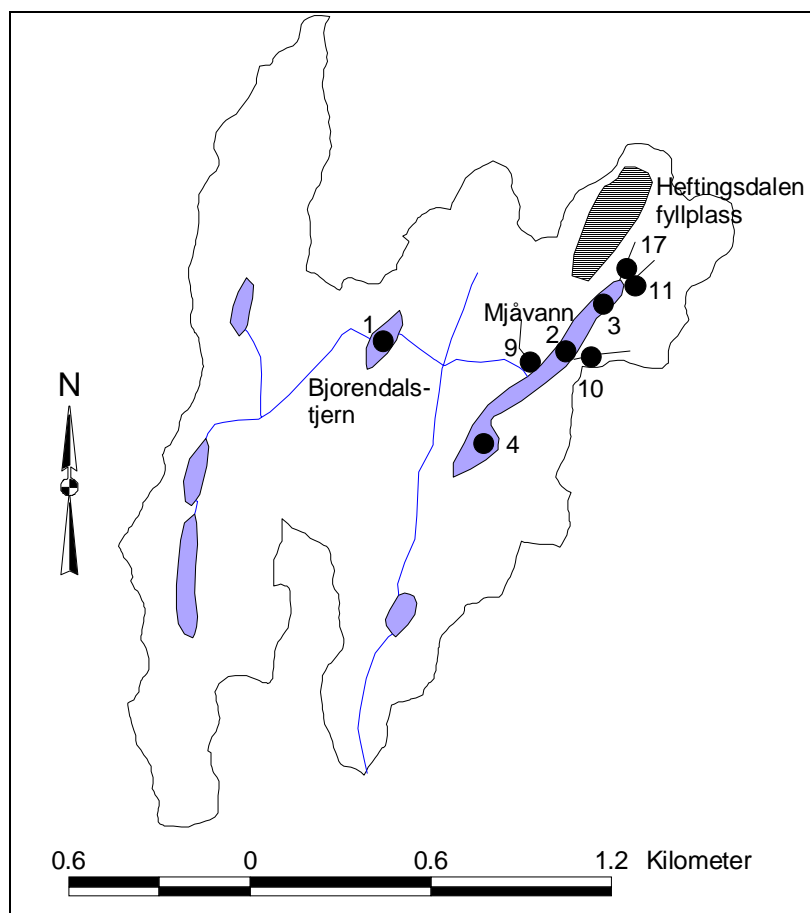 Heftingsdalen
fyllplass
17
11
3
Mjåvann
2
9
10
1
Bjorendals-
tjern
4
N
0.6 0 0.6 1.2 Kilometer